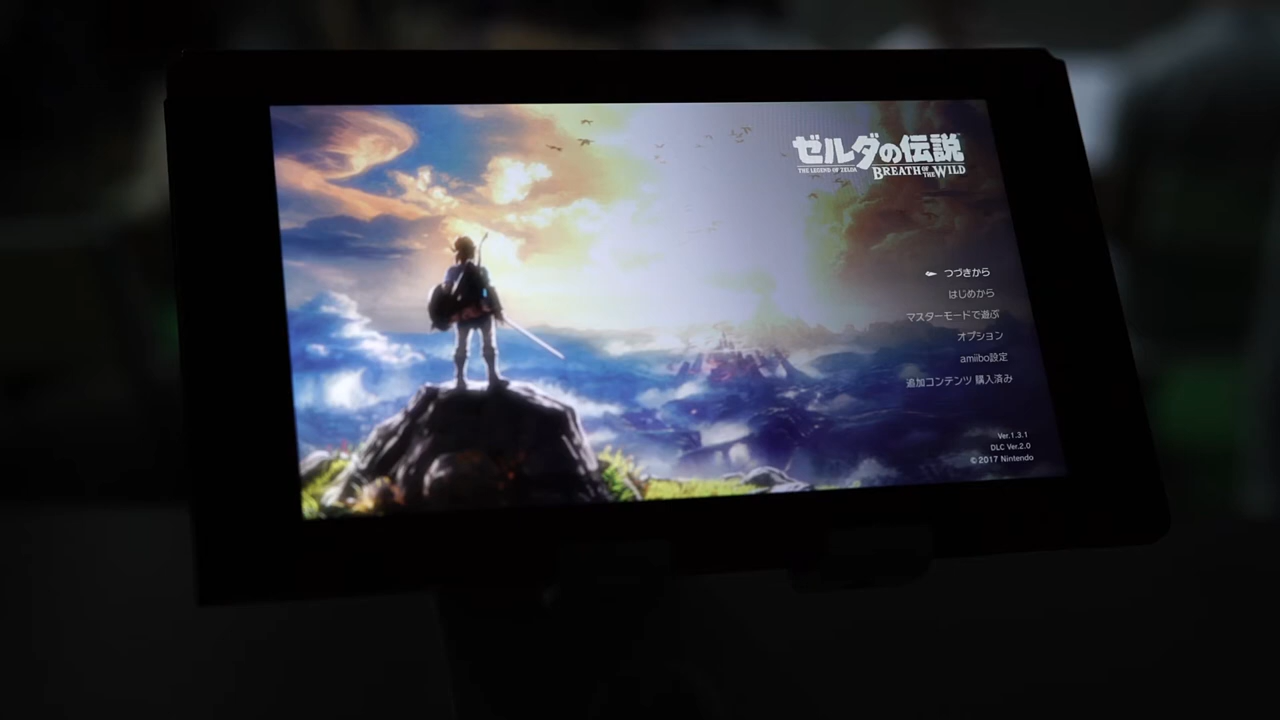 ゼルダの伝説
THE LEGEND OF ZELDA
BREATH OF THE WILD
つづきから
はじめから
マスターモードで遊ぶ
オプション
amiibo設定
追加コンテンツ 購入済み
Ver.1.3.1
DLC Ver.2.0
© 2017 Nintendo